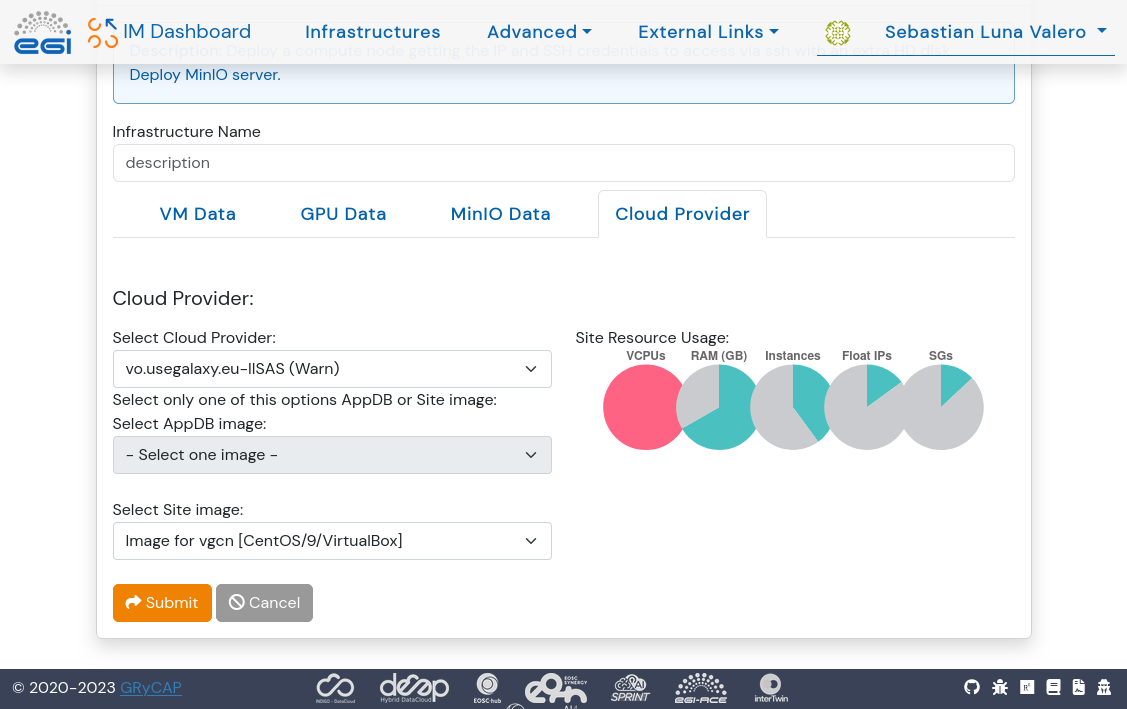 egi
IM Dashboard
Infrastructures
Advanced
External Links
Sebastian Luna Valero
Description: Deploy a compute node getting the IP and SSH credentials to access via ssh with an extra HD disk.
Deploy MinIO server.
Infrastructure Name
description
VM Data
GPU Data
MinIO Data
Cloud Provider
Cloud Provider:
Select Cloud Provider:
vo.usegalaxy.eu-IISAS (Warn)
Select only one of this options AppDB or Site image:
Select AppDB image:
- Select one image -
Select Site image:
Image for vgcn [CentOS/9/VirtualBox]
Site Resource Usage:
VCPUs
RAM (GB)
Instances
Float IPs
SGs
Submit
Cancel
© 2020-2023 GRyCAP
INDIGO - DataCloud
deep
Hybrid DataCloud
EOSC-hub
EOSC
SYNERGY
AI
SPRINT
EGI-ACE
interTwin